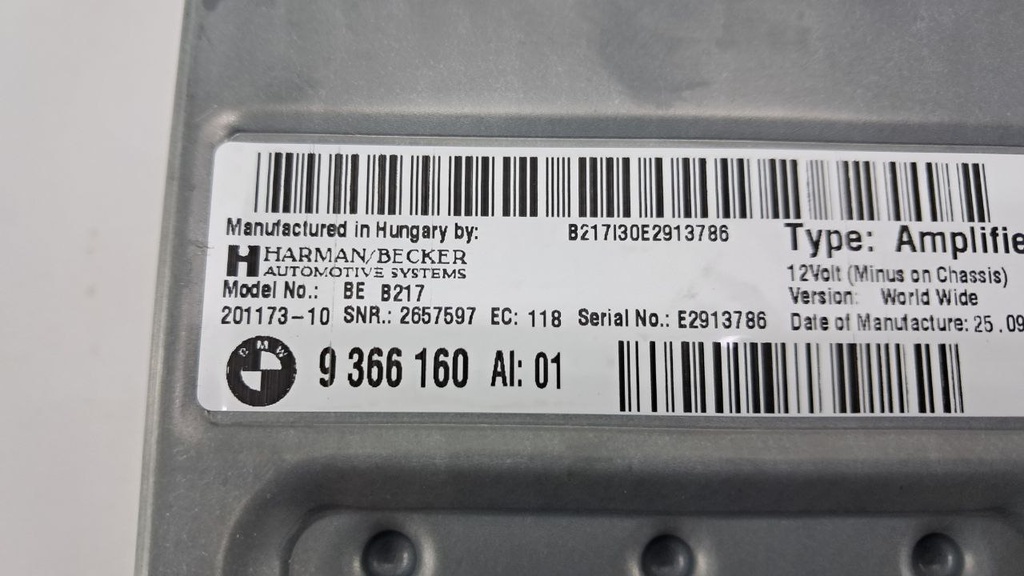 Manufactured in Hungary by:
B217I30E2913786
Type: Amplifie
HARMAN/BECKER
AUTOMOTIVE SYSTEMS
12Volt (Minus on Chassis)
Model No.: BE B217
Version: World Wide
201173-10 SNR.: 2657597 EC: 118 Serial No.: E2913786
Date of Manufacture: 25.09
BMW
9 366 160 AI: 01